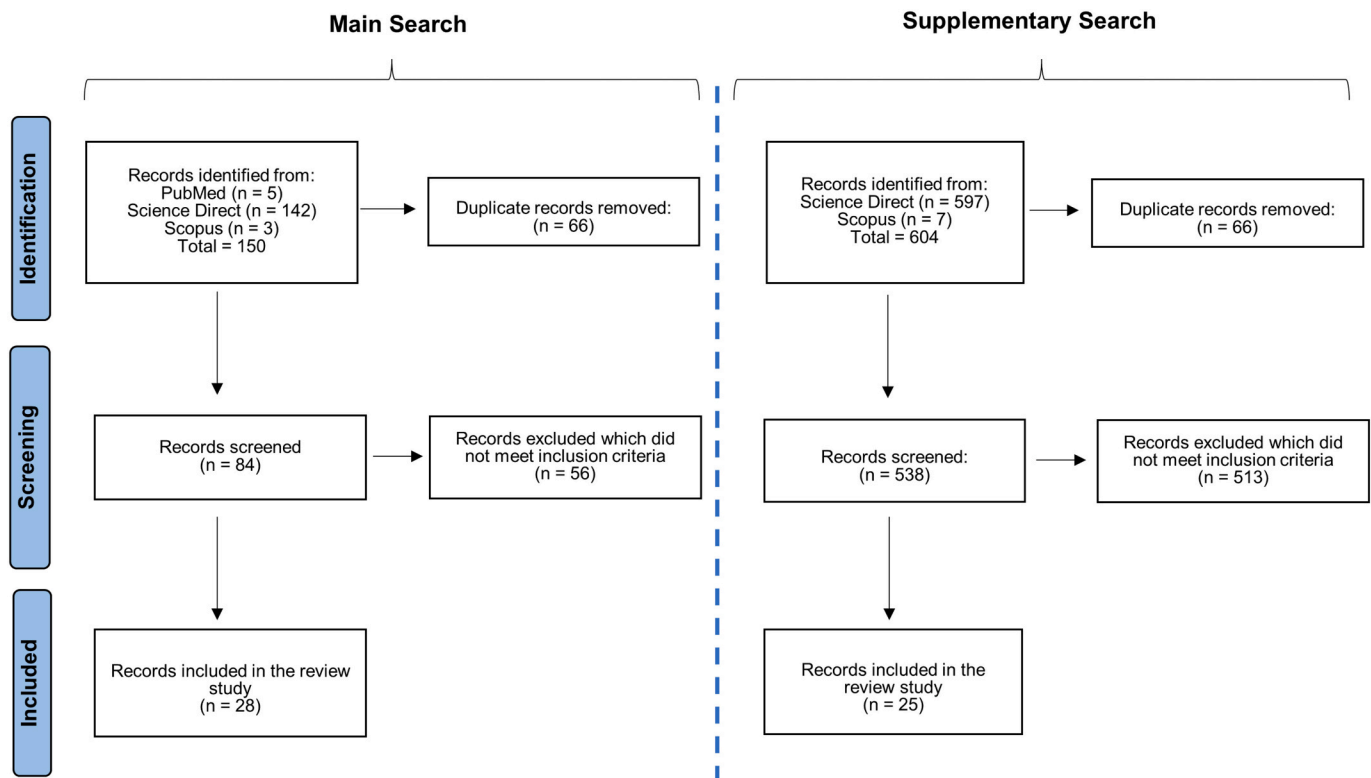 Main Search
Supplementary Search
Identification
Records identified from:
PubMed (n = 5)
Science Direct (n = 142)
Scopus (n = 3)
Total = 150
Duplicate records removed:
(n = 66)
Records identified from:
Science Direct (n = 597)
Scopus (n = 7)
Total = 604
Duplicate records removed:
(n = 66)
Screening
Records screened
(n = 84)
Records excluded which did
not meet inclusion criteria
(n = 56)
Records screened:
(n = 538)
Records excluded which did
not meet inclusion criteria
(n = 513)
Included
Records included in the review
study
(n = 28)
Records included in the
review study
(n = 25)